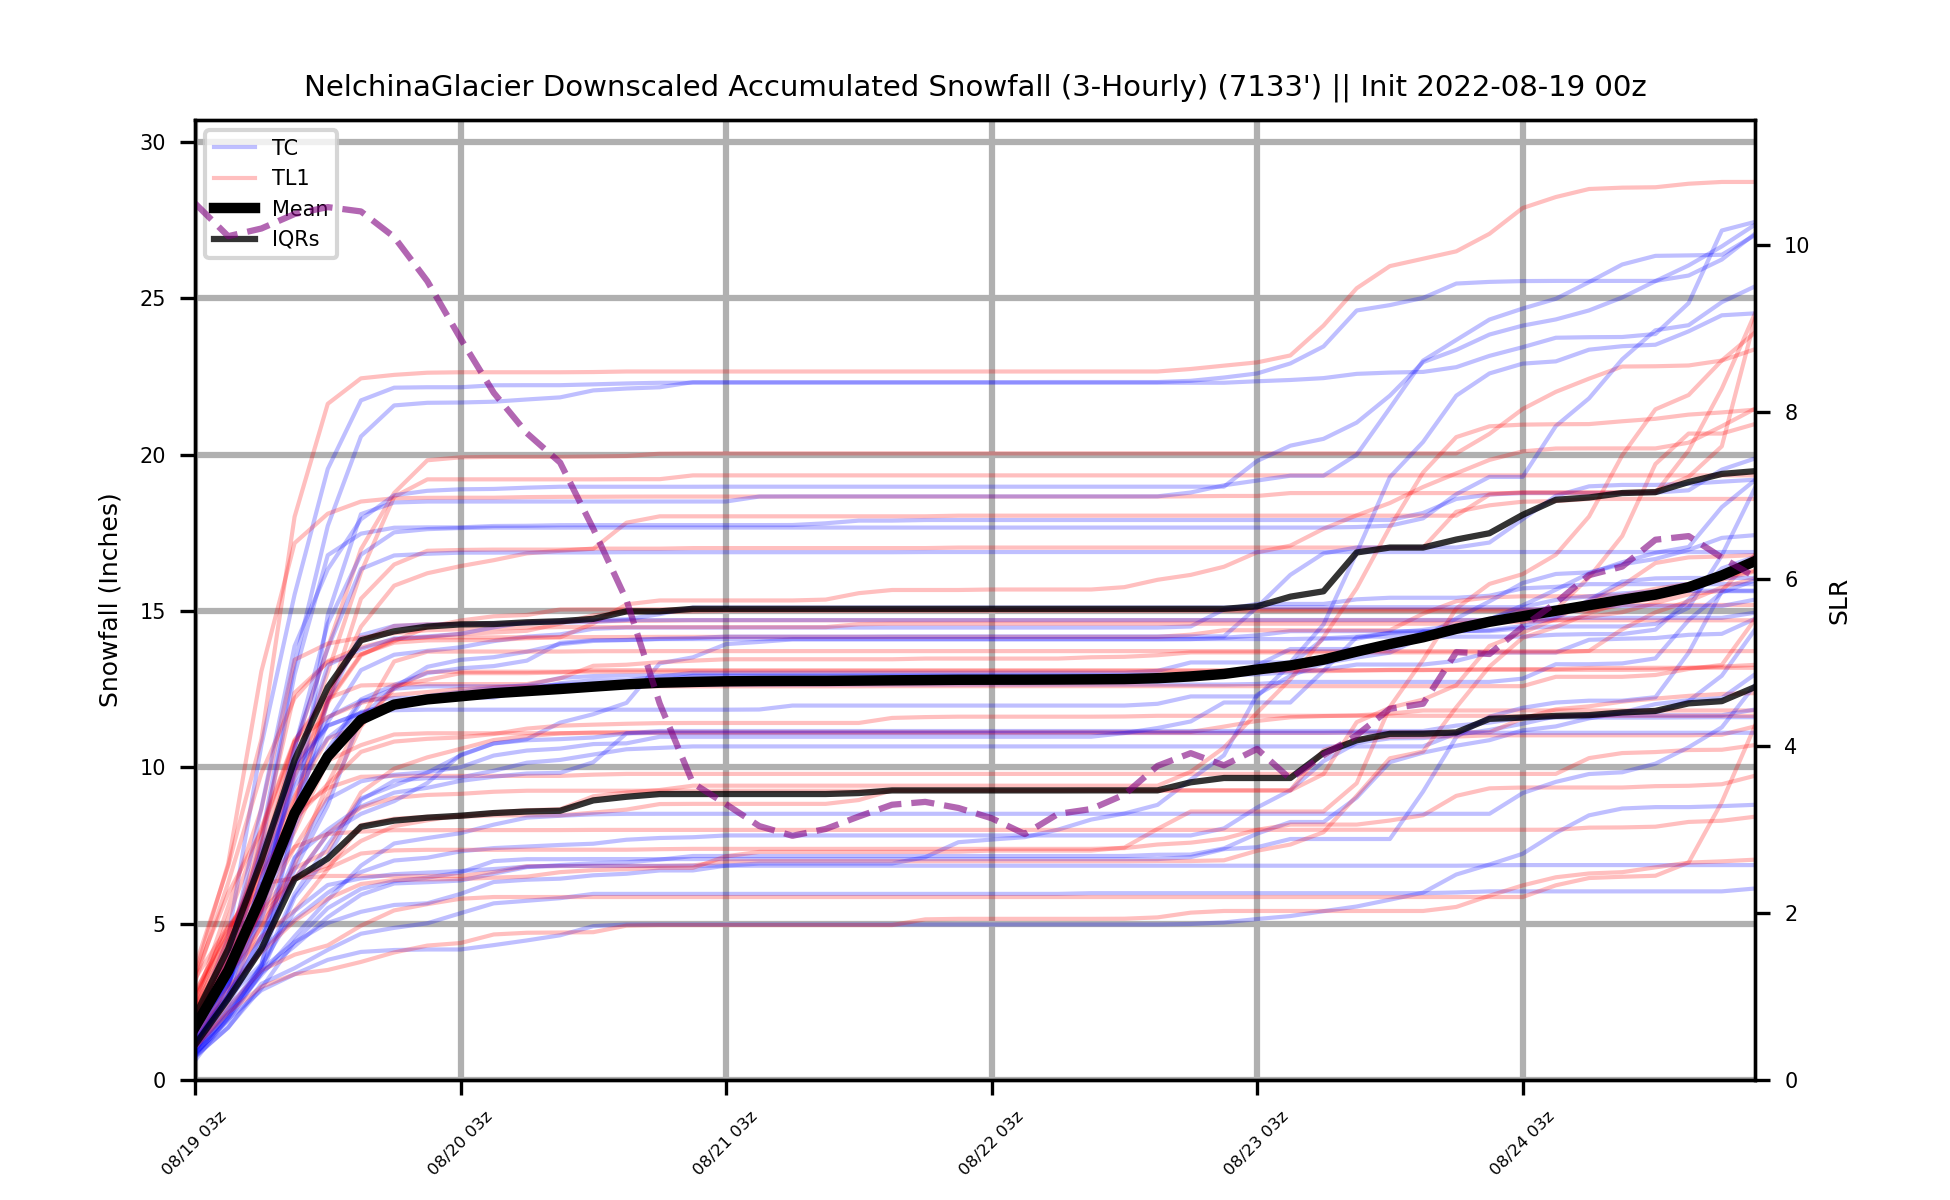 NelchinaGlacier Downscaled Accumulated Snowfall (3-Hourly) (7133') || Init 2022-08-19 00z
TC
TL1
Mean
IQRs
30
25
20
15
10
5
0
Snowfall (Inches)
10
8
6
4
2
0
SLR
08/19 03z
08/20 03z
08/21 03z
08/22 03z
08/23 03z
08/24 03z